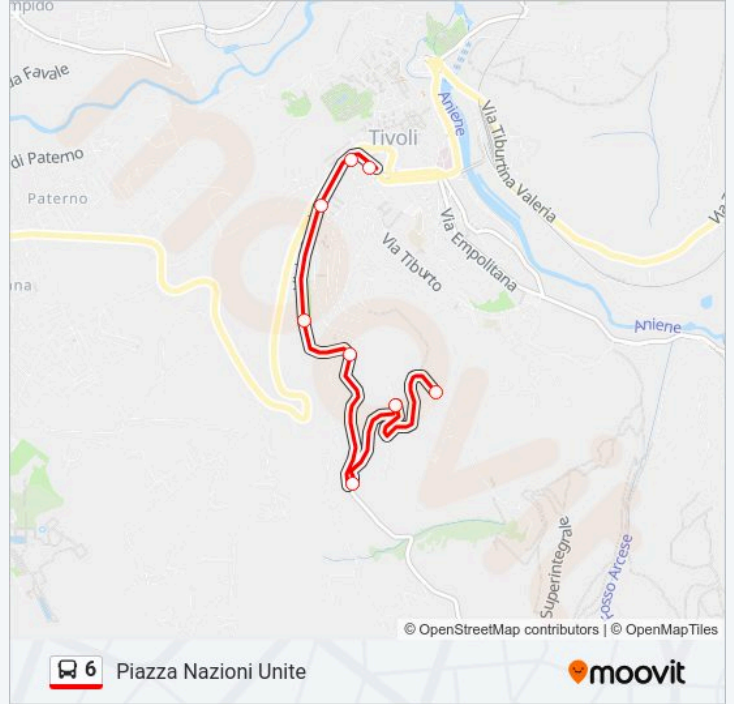 mpido
da Favale
di Paterno
Paterno
Tivoli
Aniene
Via Tiburtina Valeria
Via Empolitana
Via Tiburto
Aniene
Superintegrale
osso Arcese
© OpenStreetMap contributors | © OpenMapTiles
6 Piazza Nazioni Unite
moovit